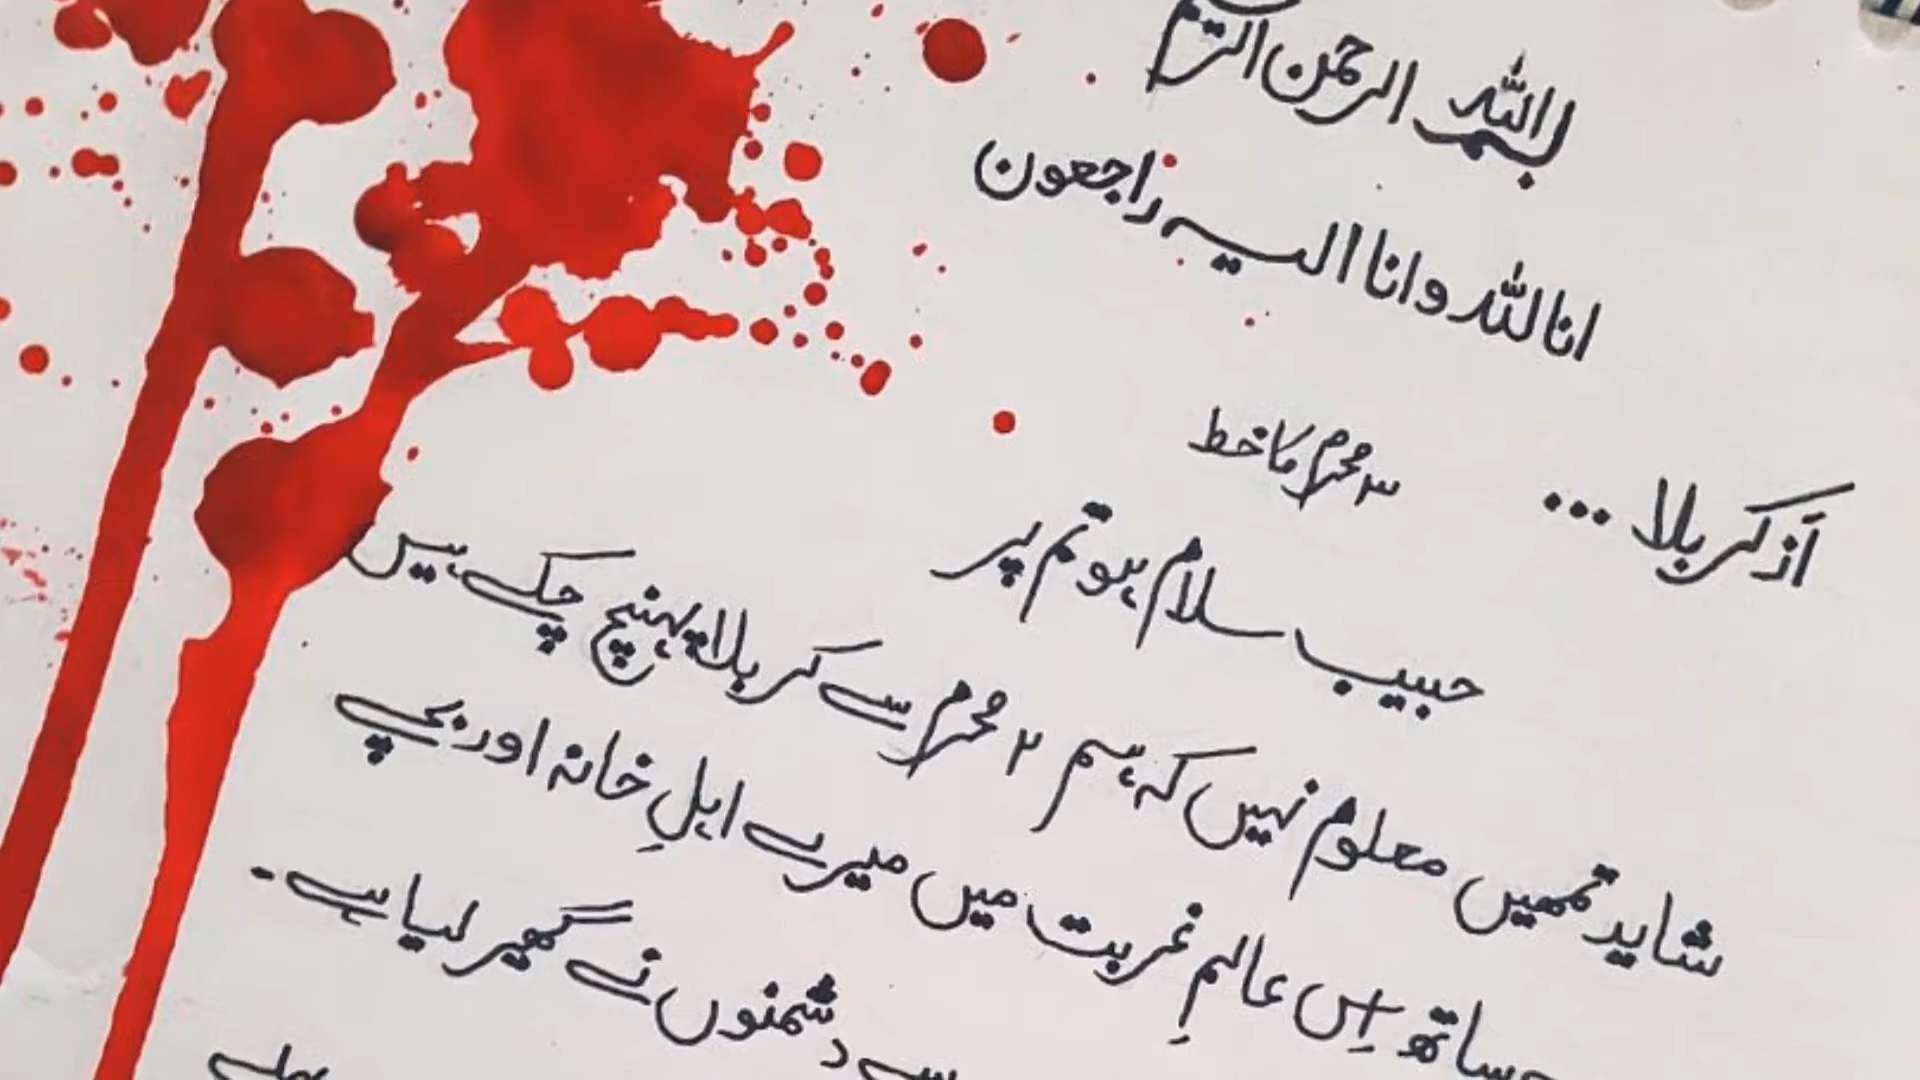 بسم اللہ الرحمن الرحیم
انا للہ وانا الیہ راجعون
از کربلا ...
۳ محرم کا خط
حبیب سلام ہو تم پر
شاید تمھیں معلوم نہیں کہ ہم ۲ محرم سے کربلا پہنچ چکے ہیں
ساتھ اِس عالمِ غربت میں میرے اہلِ خانہ اور بچے
سے دشمنوں نے گھیر لیا ہے۔